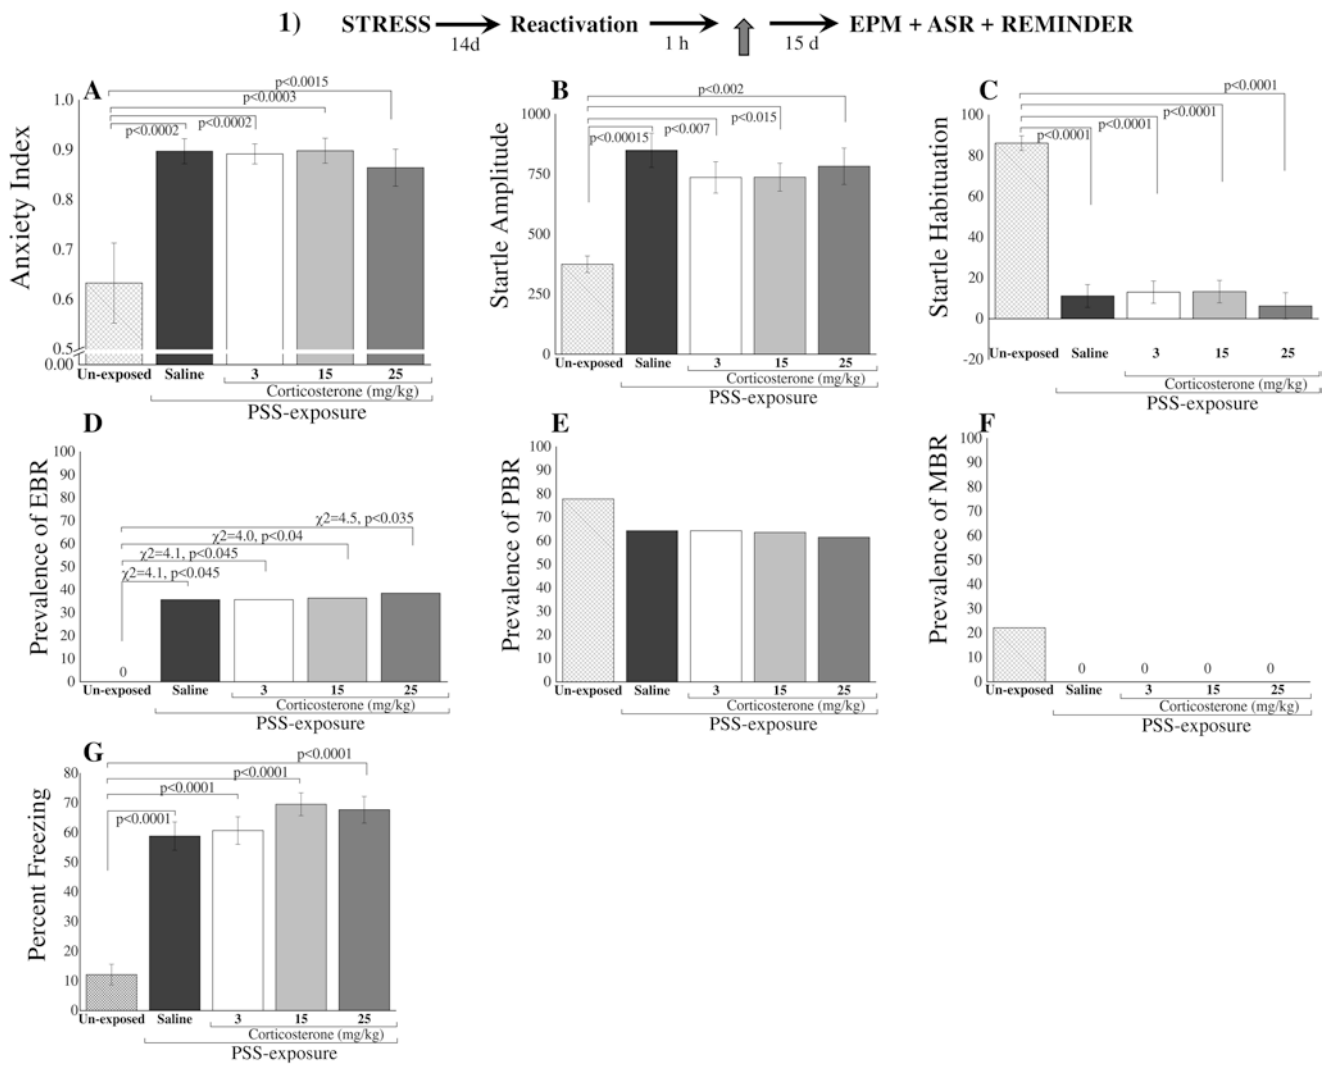 1) STRESS Reactivation EPM + ASR + REMINDER
14d 1 h 15 d
A
p<0.0015
p<0.0003
p<0.0002
p<0.0002
Anxiety Index
1.0
0.9
0.8
0.7
0.6
0.5
0.00
Un-exposed Saline 3 15 25
Corticosterone (mg/kg)
PSS-exposure
B
p<0.002
p<0.015
p<0.007
p<0.00015
Startle Amplitude
1000
750
500
250
0
Un-exposed Saline 3 15 25
Corticosterone (mg/kg)
PSS-exposure
C
p<0.0001
p<0.0001
p<0.0001
p<0.0001
Startle Habituation
100
80
60
40
20
0
-20
Un-exposed Saline 3 15 25
Corticosterone (mg/kg)
PSS-exposure
D
Prevalence of EBR
100
90
80
70
60
50
40
30
20
10
0
χ2=4.5, p<0.035
χ2=4.0, p<0.04
χ2=4.1, p<0.045
χ2=4.1, p<0.045
0
Un-exposed Saline 3 15 25
Corticosterone (mg/kg)
PSS-exposure
E
Prevalence of PBR
100
90
80
70
60
50
40
30
20
10
0
Un-exposed Saline 3 15 25
Corticosterone (mg/kg)
PSS-exposure
F
Prevalence of MBR
100
90
80
70
60
50
40
30
20
10
0
0 0 0 0
Un-exposed Saline 3 15 25
Corticosterone (mg/kg)
PSS-exposure
G
p<0.0001
p<0.0001
p<0.0001
p<0.0001
Percent Freezing
80
70
60
50
40
30
20
10
0
Un-exposed Saline 3 15 25
Corticosterone (mg/kg)
PSS-exposure